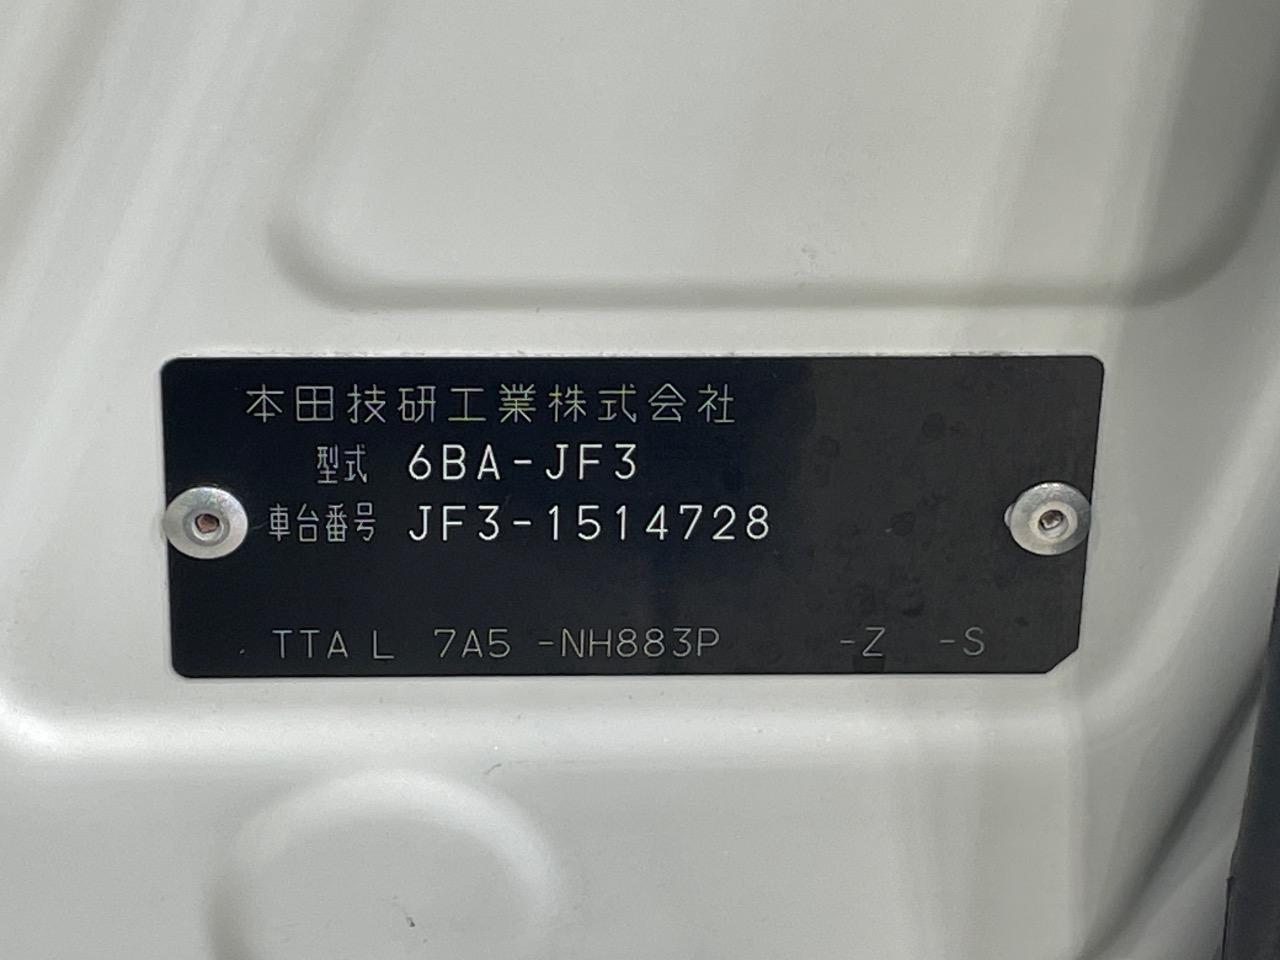 本田技研工業株式会社
型式 6BA-JF3
車台番号 JF3-1514728
TTA L 7A5 -NH883P -Z -S